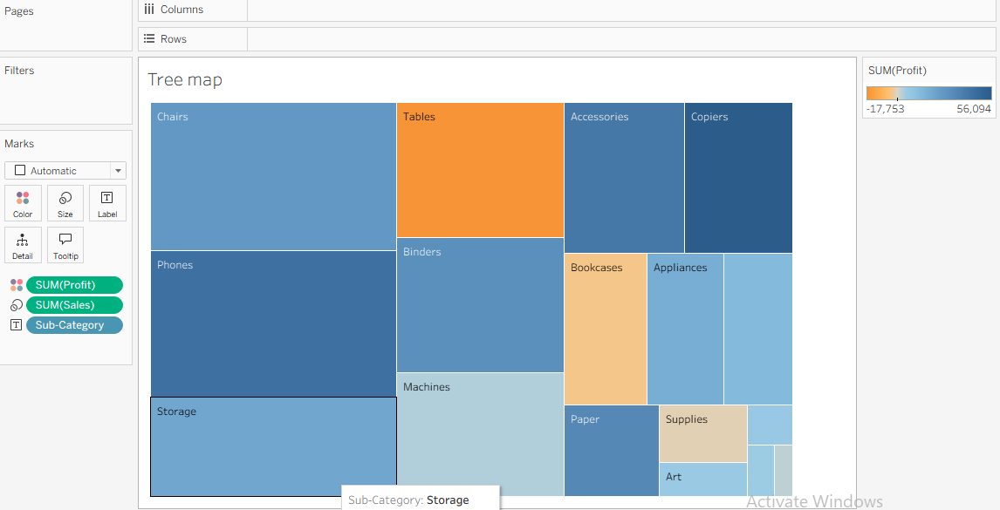 Pages
Columns
Rows
Filters
Marks
Automatic
Color
Size
Label
Detail
Tooltip
SUM(Profit)
SUM(Sales)
Sub-Category
Tree map
Chairs
Tables
Accessories
Copiers
Phones
Binders
Bookcases
Appliances
Storage
Machines
Paper
Supplies
Art
Sub-Category: Storage
SUM(Profit)
-17,753 56,094
Activate Windows